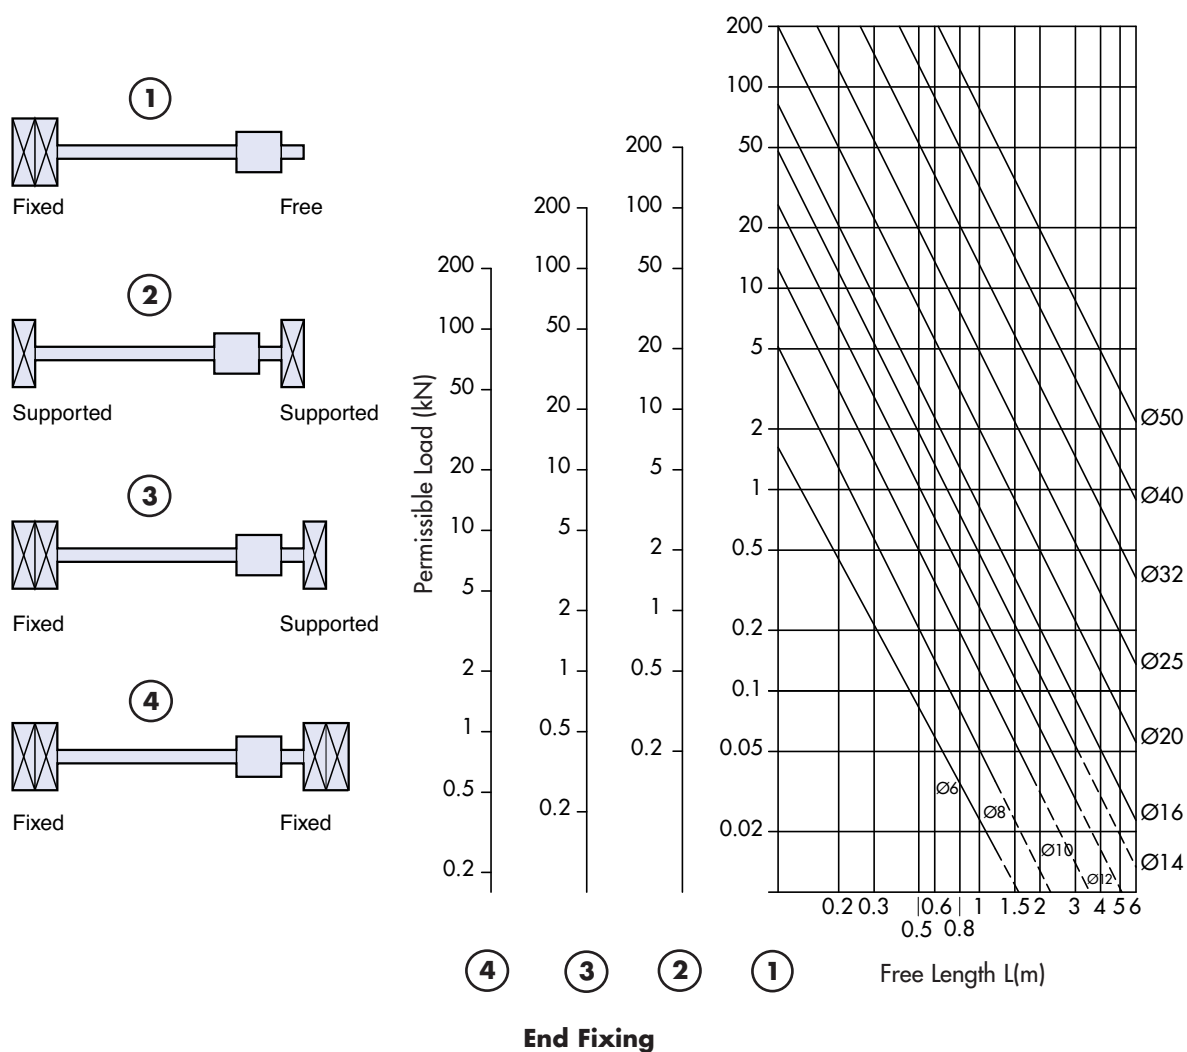 1
Fixed Free
2
Supported Supported
3
Fixed Supported
4
Fixed Fixed
Permissible Load (kN)
200
100
50
20
10
5
2
1
0.5
0.2
200
100
50
20
10
5
2
1
0.5
0.2
200
100
50
20
10
5
2
1
0.5
0.2
200
100
50
20
10
5
2
1
0.5
0.2
0.1
0.05
0.02
Ø50
Ø40
Ø32
Ø25
Ø20
Ø16
Ø14
Ø6
Ø8
Ø10
Ø12
0.2 0.3 0.6 1 1.5 2 3 4 5 6
0.5 0.8
4 3 2 1
Free Length L(m)
End Fixing